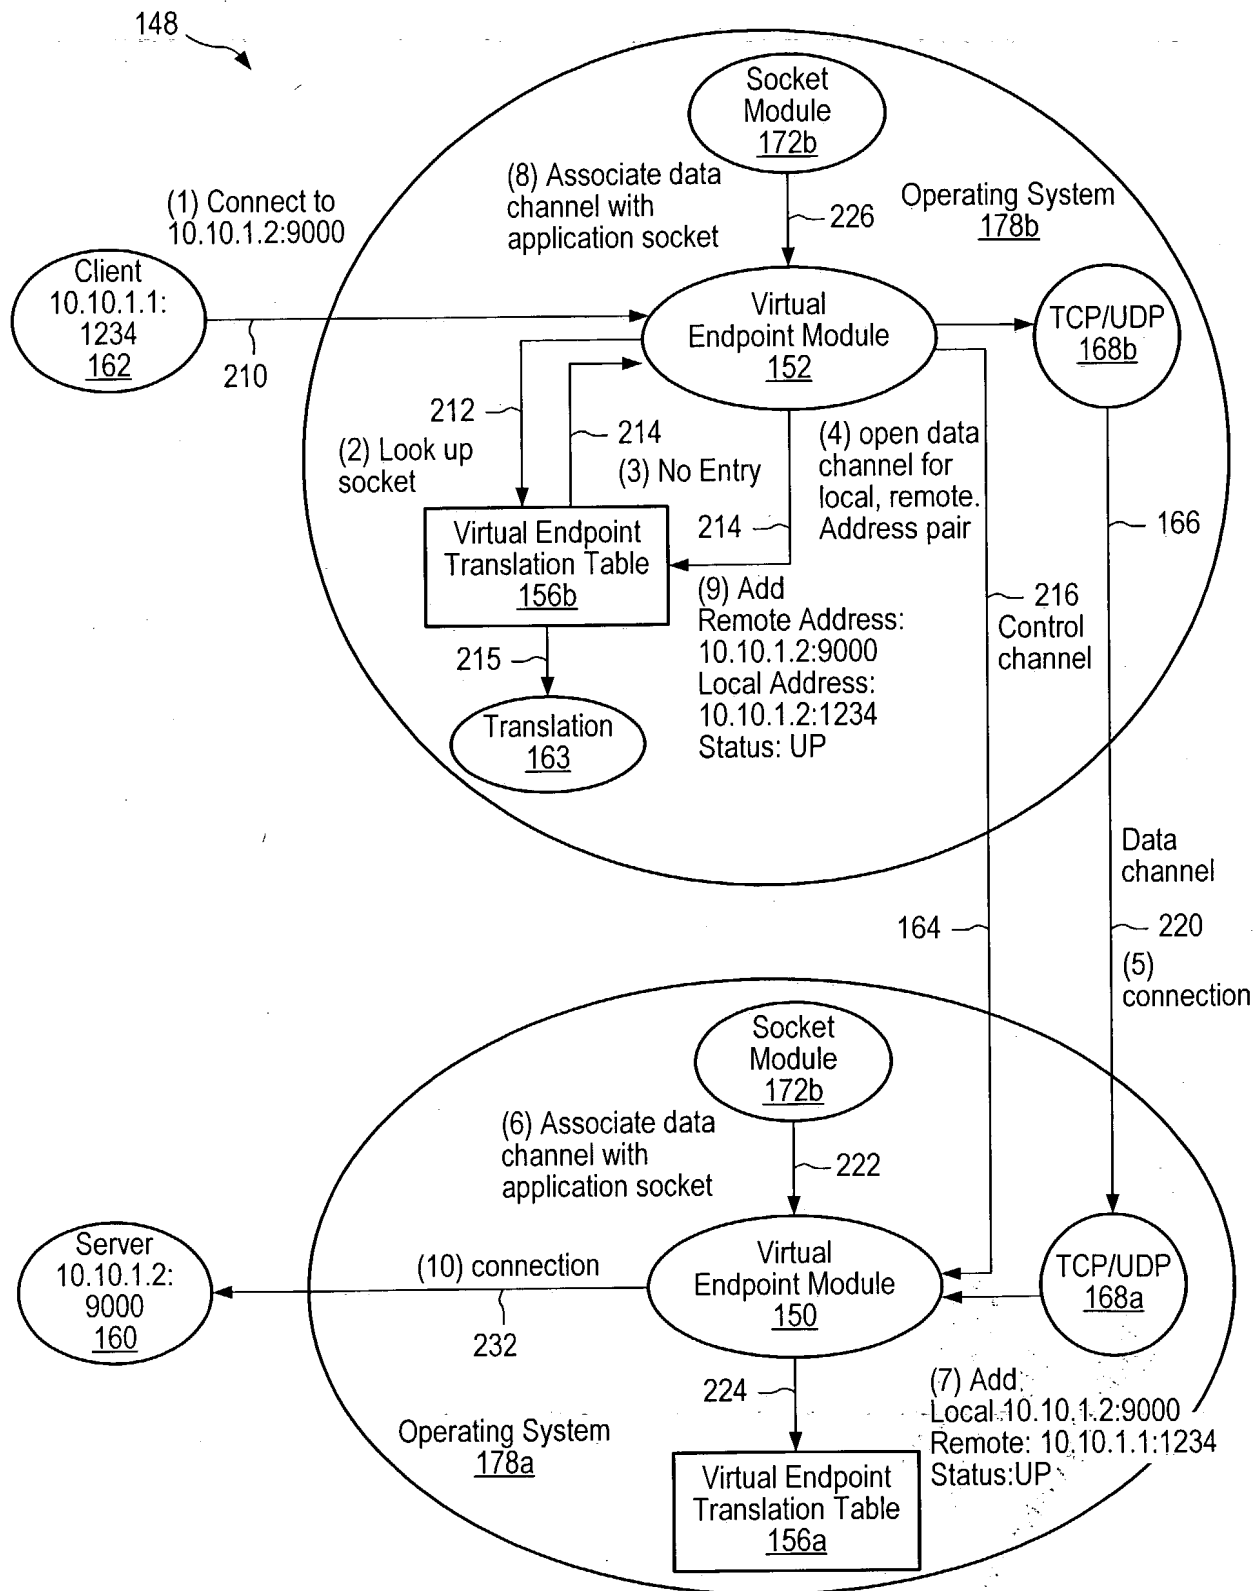 148
Socket
Module
172b
(8) Associate data
channel with
application socket
226
Operating System
178b
(1) Connect to
10.10.1.2:9000
Client
10.10.1.1:
1234
162
210
Virtual
Endpoint Module
152
TCP/UDP
168b
212
(2) Look up
socket
214
(3) No Entry
214
(4) open data
channel for
local, remote.
Address pair
166
Virtual Endpoint
Translation Table
156b
(9) Add
Remote Address:
10.10.1.2:9000
Local Address:
10.10.1.2:1234
Status: UP
216
Control
channel
215
Translation
163
Data
channel
164
220
(5)
connection
Socket
Module
172b
(6) Associate data
channel with
application socket
222
Server
10.10.1.2:
9000
160
(10) connection
232
Virtual
Endpoint Module
150
TCP/UDP
168a
224
(7) Add
Local 10.10.1.2:9000
Remote: 10.10.1.1:1234
Status:UP
Operating System
178a
Virtual Endpoint
Translation Table
156a